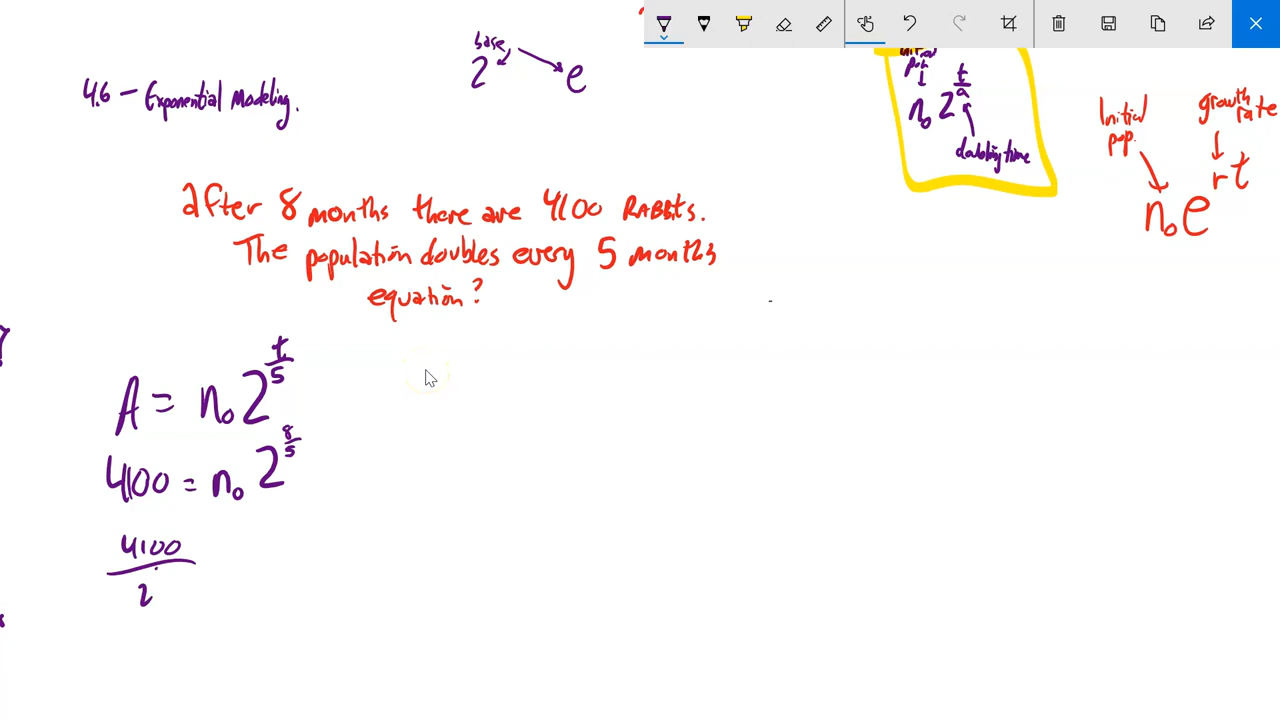 4.6 - Exponential Modeling.
base
2 e
after 8 months there are 4100 RABBITS.
The population doubles every 5 months
equation?
A = n₀ 2^(t/5)
4100 = n₀ 2^(8/5)
4100
2
initial
pop.
n₀ 2^(t/a)
doubling time
Initial
pop.
growth
rate
n₀ e^(rt)
?